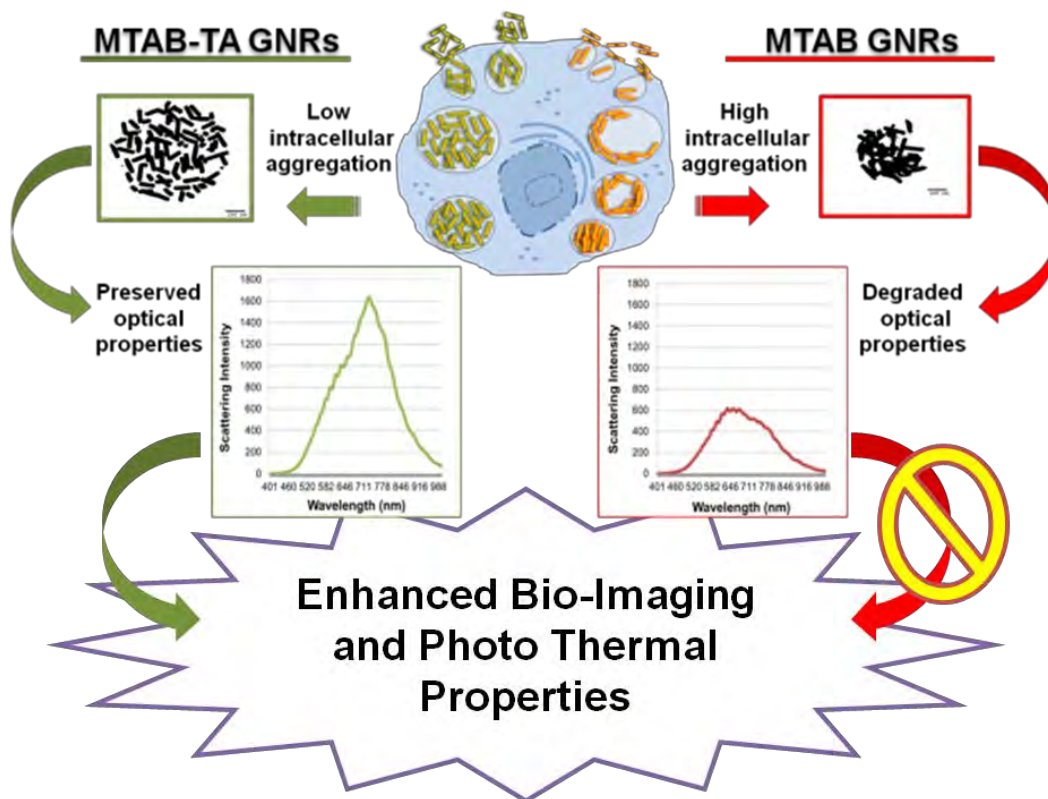 MTAB-TA GNRs
MTAB GNRs
Low
intracellular
aggregation
High
intracellular
aggregation
Preserved
optical
properties
Scattering Intensity
1800
1600
1400
1200
1000
800
600
400
200
0
401 460 520 582 646 711 778 846 916 988
Wavelength (nm)
Scattering Intensity
1800
1600
1400
1200
1000
800
600
400
200
0
401 460 520 582 646 711 778 846 916 988
Wavelength (nm)
Degraded
optical
properties
Enhanced Bio-Imaging
and Photo Thermal
Properties